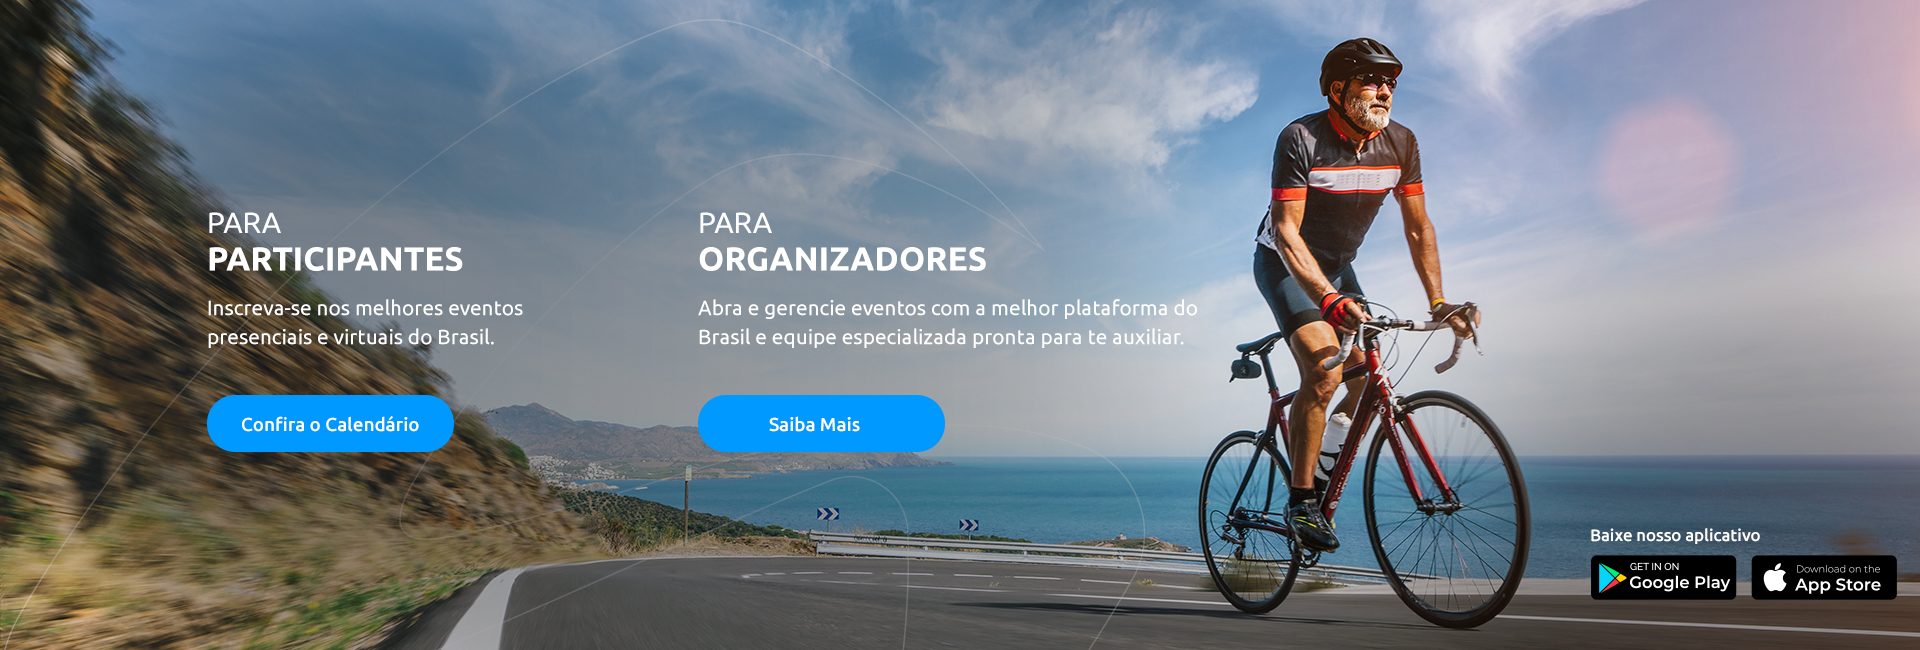 PARA
PARTICIPANTES
Inscreva-se nos melhores eventos
presenciais e virtuais do Brasil.
Confira o Calendário
PARA
ORGANIZADORES
Abra e gerencie eventos com a melhor plataforma do
Brasil e equipe especializada pronta para te auxiliar.
Saiba Mais
Baixe nosso aplicativo
GET IN ON
Google Play
Download on the
App Store